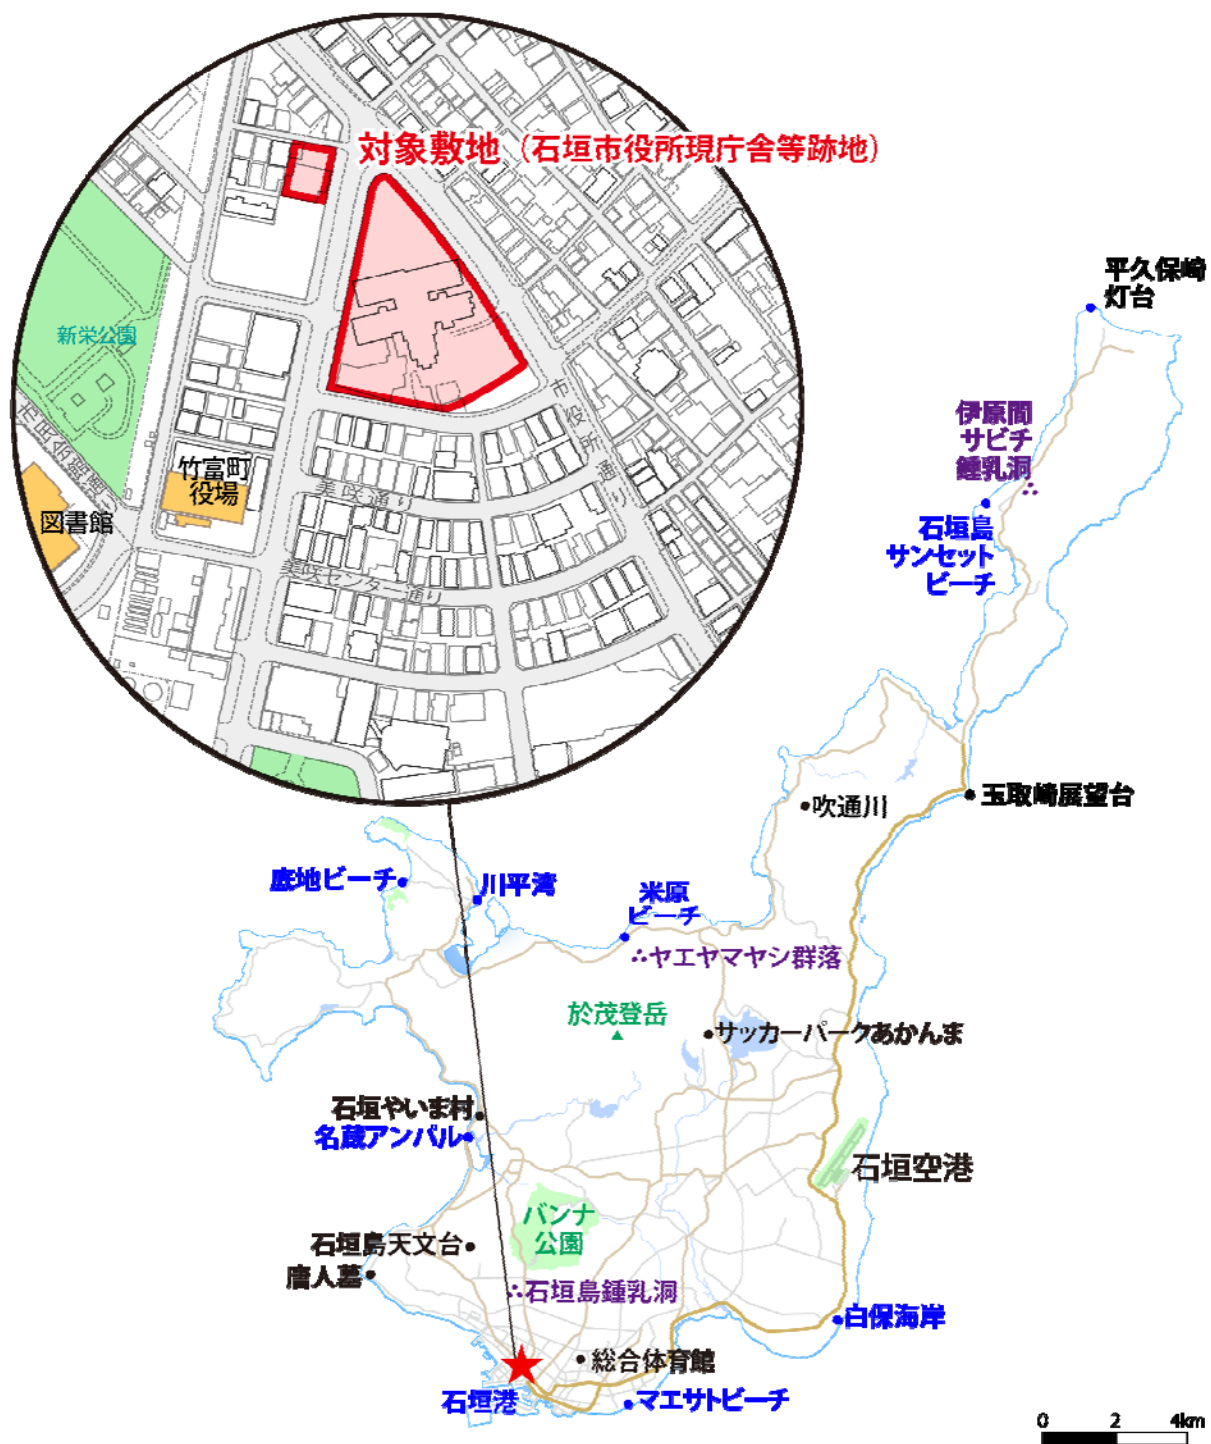 対象敷地（石垣市役所現庁舎等跡地）
新栄公園
市役所通り
竹富町
役場
図書館
美咲通り
美咲センター通り
平久保崎
灯台
伊原間
サビチ
鍾乳洞
石垣島
サンセット
ビーチ
玉取崎展望台
吹通川
底地ビーチ
川平湾
米原
ビーチ
ヤエヤマヤシ群落
於茂登岳
サッカーパークあかんま
石垣やいま村
名蔵アンパル
石垣空港
バンナ
公園
石垣島天文台
唐人墓
石垣島鍾乳洞
白保海岸
総合体育館
石垣港
マエサトビーチ
0 2 4km